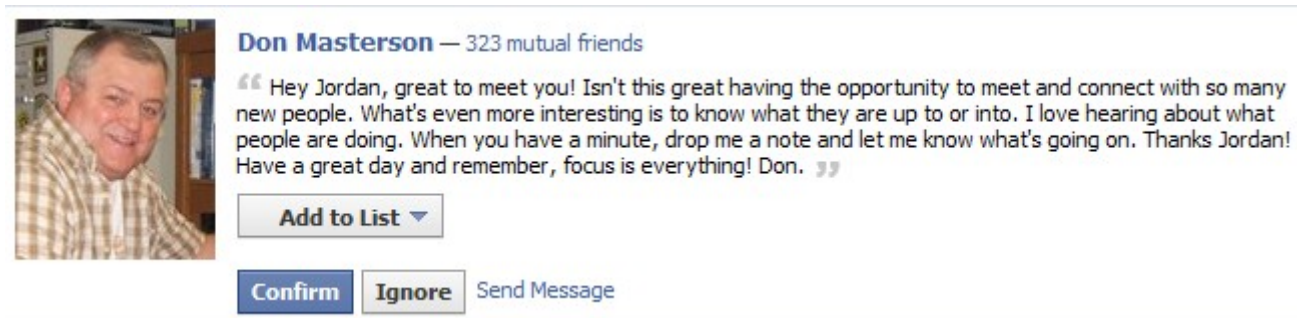 Don Masterson — 323 mutual friends
“ Hey Jordan, great to meet you! Isn't this great having the opportunity to meet and connect with so many
new people. What's even more interesting is to know what they are up to or into. I love hearing about what
people are doing. When you have a minute, drop me a note and let me know what's going on. Thanks Jordan!
Have a great day and remember, focus is everything! Don. ”
Add to List
Confirm Ignore Send Message